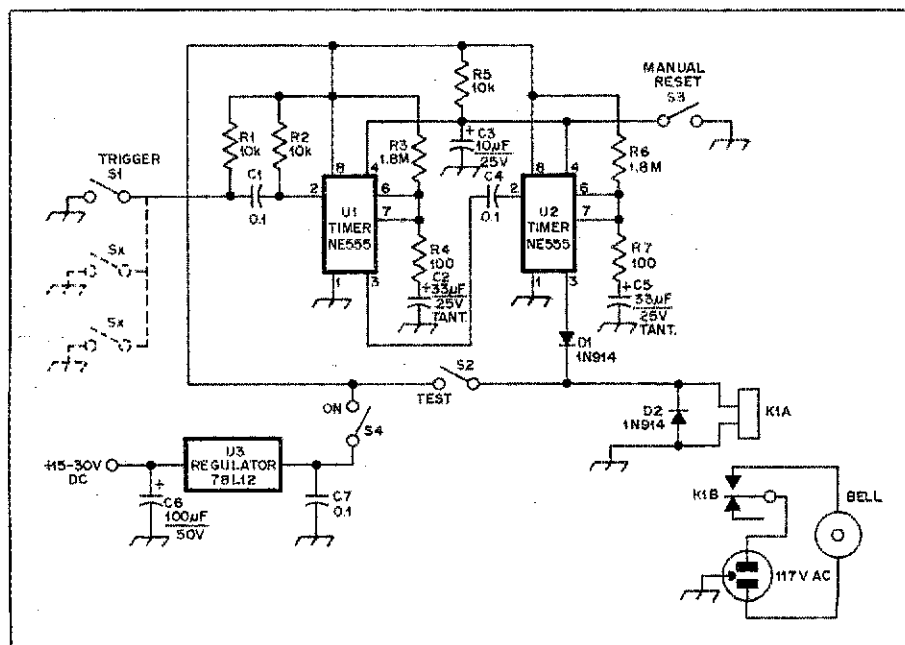 TRIGGER
S1
Sx
Sx
R1
10k
R2
10k
C1
0.1
2
8
4
6
7
1
3
U1
TIMER
NE555
R3
1.8M
R4
100
C2
+
33µF
25V
TANT.
R5
10k
+
C3
10µF
25V
C4
0.1
MANUAL
RESET
S3
2
8
4
6
7
1
3
U2
TIMER
NE555
R6
1.8M
R7
100
+
C5
33µF
25V
TANT.
D1
1N914
S2
TEST
ON
S4
D2
1N914
K1A
+15-30V
DC
U3
REGULATOR
78L12
+
C6
100µF
50V
C7
0.1
K1B
BELL
117V AC